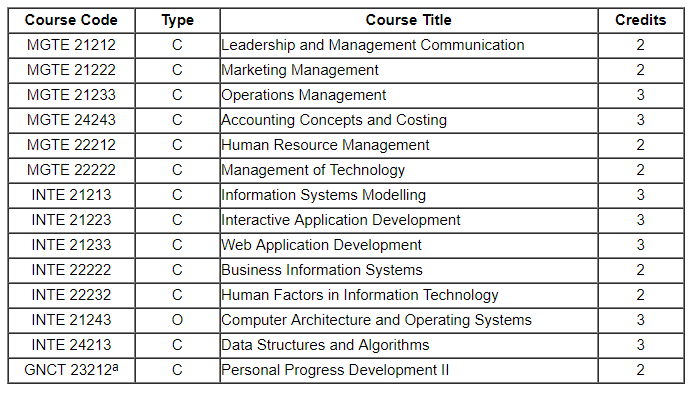 Course Code Type Course Title Credits
MGTE 21212 C Leadership and Management Communication 2
MGTE 21222 C Marketing Management 2
MGTE 21233 C Operations Management 3
MGTE 24243 C Accounting Concepts and Costing 3
MGTE 22212 C Human Resource Management 2
MGTE 22222 C Management of Technology 2
INTE 21213 C Information Systems Modelling 3
INTE 21223 C Interactive Application Development 3
INTE 21233 C Web Application Development 3
INTE 22222 C Business Information Systems 2
INTE 22232 C Human Factors in Information Technology 2
INTE 21243 O Computer Architecture and Operating Systems 3
INTE 24213 C Data Structures and Algorithms 3
GNCT 23212ª C Personal Progress Development II 2